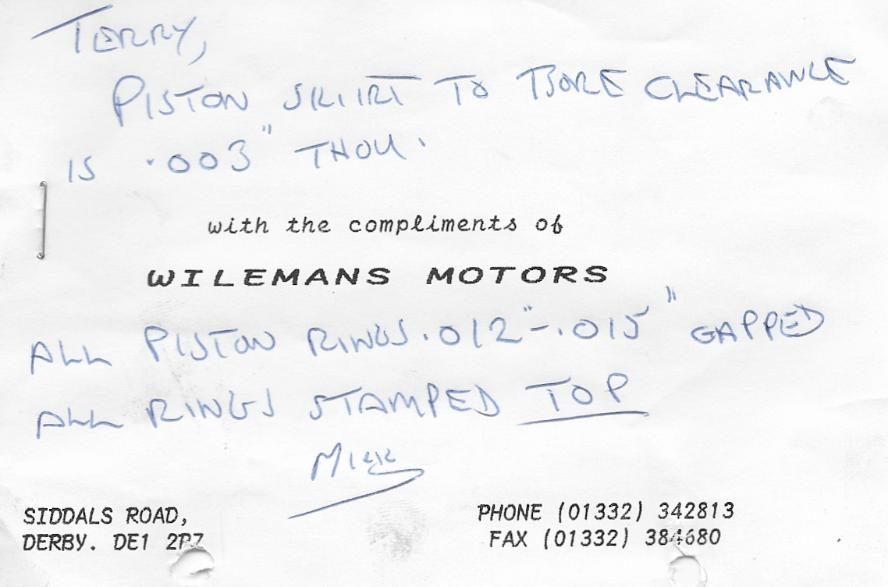 TERRY,
PISTON SKIRT TO BORE CLEARANCE
IS .003" THOU.
with the compliments of
WILEMANS MOTORS
ALL PISTON RINGS .012"-.015" GAPPED
ALL RINGS STAMPED TOP
Mick
SIDDALS ROAD,
DERBY. DE1 2PZ
PHONE (01332) 342813
FAX (01332) 384680